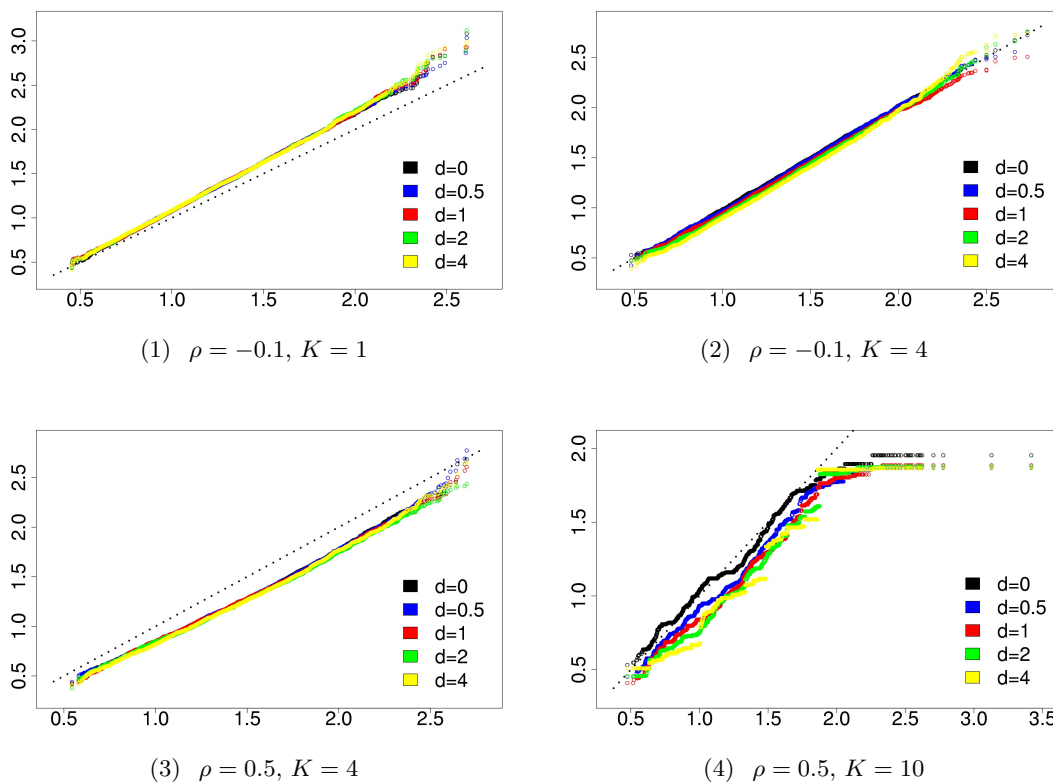 3.0
2.5
2.0
1.5
1.0
0.5
d=0
d=0.5
d=1
d=2
d=4
0.5 1.0 1.5 2.0 2.5
(1) ρ = −0.1, K = 1
2.5
2.0
1.5
1.0
0.5
d=0
d=0.5
d=1
d=2
d=4
0.5 1.0 1.5 2.0 2.5
(2) ρ = −0.1, K = 4
2.5
2.0
1.5
1.0
0.5
d=0
d=0.5
d=1
d=2
d=4
0.5 1.0 1.5 2.0 2.5
(3) ρ = 0.5, K = 4
2.0
1.5
1.0
0.5
d=0
d=0.5
d=1
d=2
d=4
0.5 1.0 1.5 2.0 2.5 3.0 3.5
(4) ρ = 0.5, K = 10